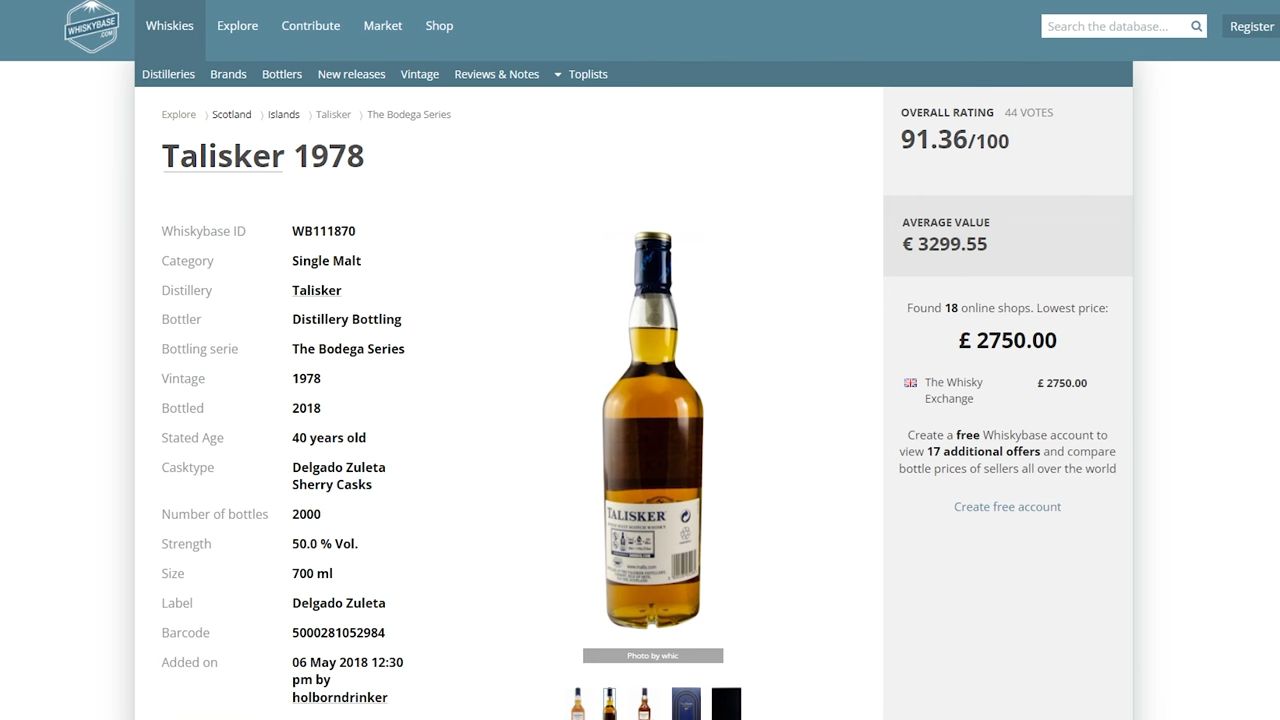 WHISKYBASE
.COM
Whiskies
Explore
Contribute
Market
Shop
Search the database...
Register
Distilleries
Brands
Bottlers
New releases
Vintage
Reviews & Notes
Toplists
Explore
Scotland
Islands
Talisker
The Bodega Series
Talisker 1978
Whiskybase ID WB111870
Category Single Malt
Distillery Talisker
Bottler Distillery Bottling
Bottling serie The Bodega Series
Vintage 1978
Bottled 2018
Stated Age 40 years old
Casktype Delgado Zuleta
Sherry Casks
Number of bottles 2000
Strength 50.0 % Vol.
Size 700 ml
Label Delgado Zuleta
Barcode 5000281052984
Added on 06 May 2018 12:30
pm by
holborndrinker
TALISKER
Photo by whic
OVERALL RATING 44 VOTES
91.36/100
AVERAGE VALUE
€ 3299.55
Found 18 online shops. Lowest price:
£ 2750.00
The Whisky £ 2750.00
Exchange
Create a free Whiskybase account to
view 17 additional offers and compare
bottle prices of sellers all over the world
Create free account